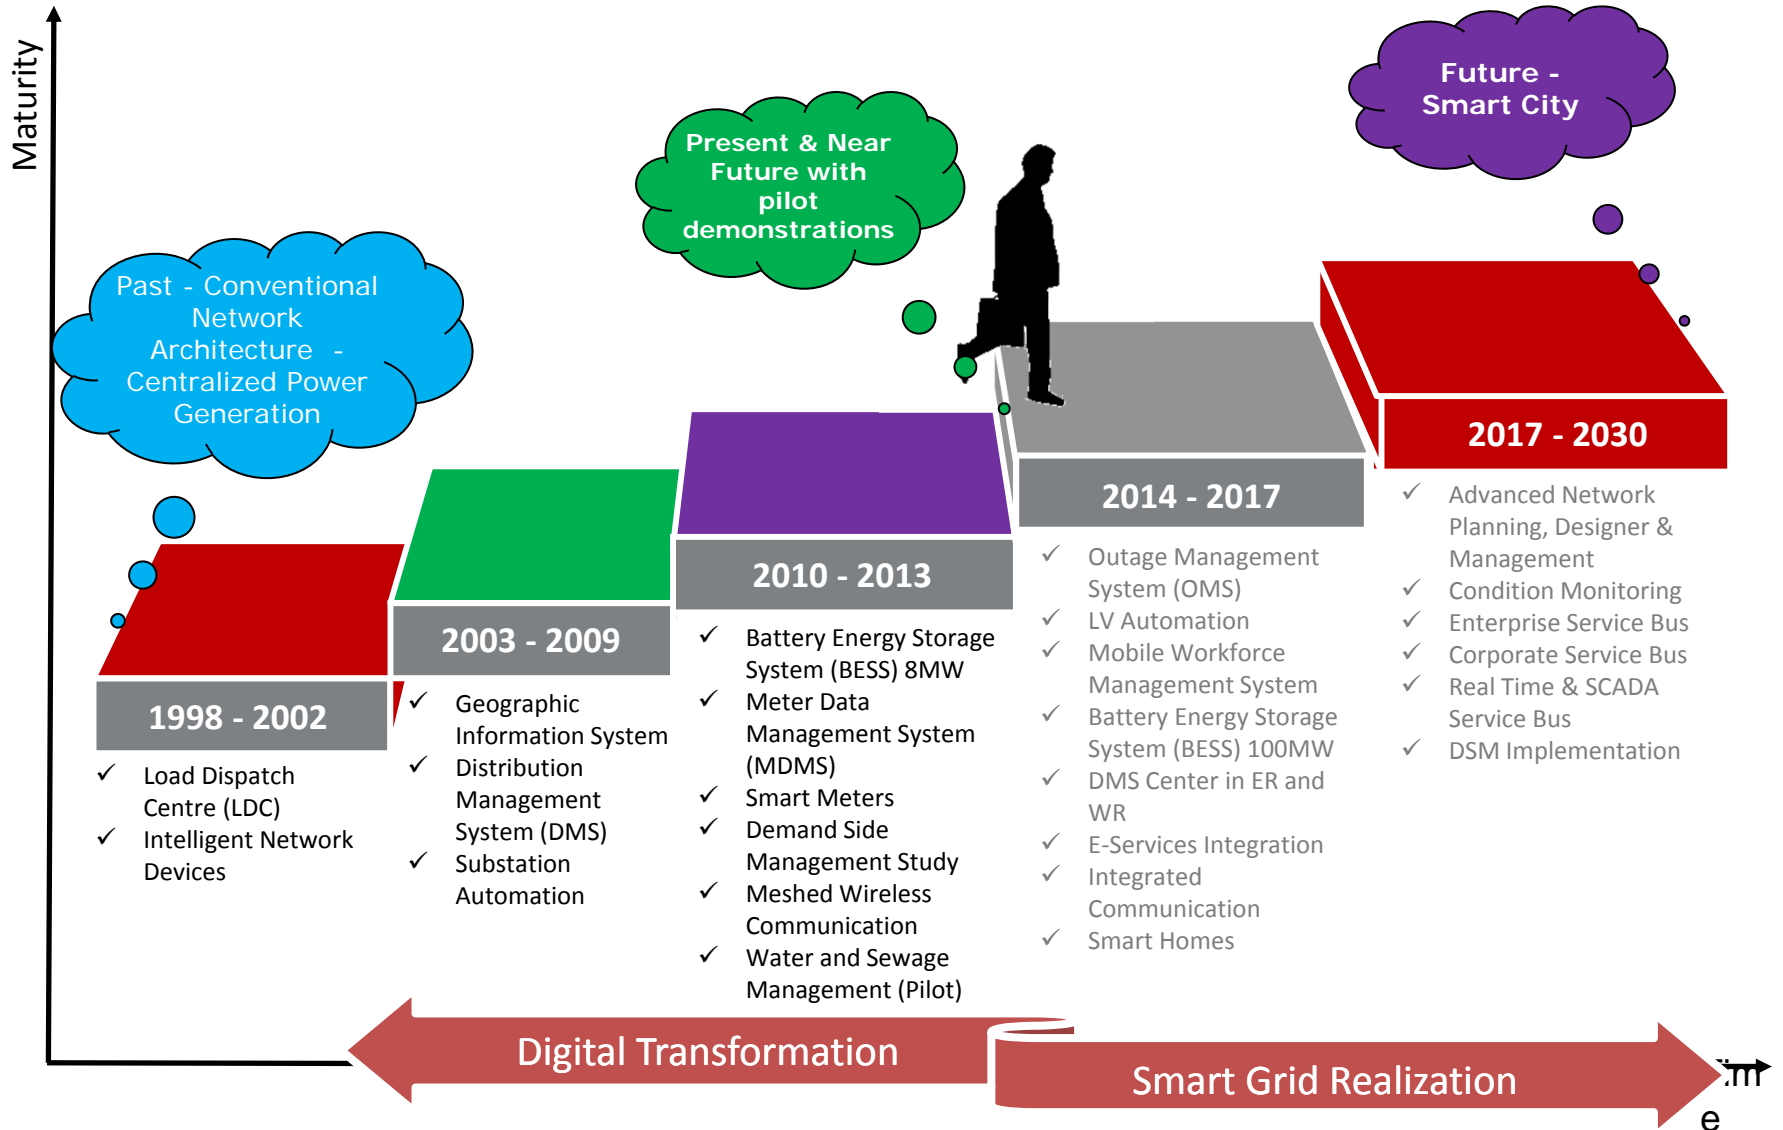 Maturity
Past - Conventional
Network
Architecture -
Centralized Power
Generation
Present & Near
Future with
pilot
demonstrations
Future -
Smart City
1998 - 2002
Load Dispatch
Centre (LDC)
Intelligent Network
Devices
2003 - 2009
Geographic
Information System
Distribution
Management
System (DMS)
Substation
Automation
2010 - 2013
Battery Energy Storage
System (BESS) 8MW
Meter Data
Management System
(MDMS)
Smart Meters
Demand Side
Management Study
Meshed Wireless
Communication
Water and Sewage
Management (Pilot)
2014 - 2017
Outage Management
System (OMS)
LV Automation
Mobile Workforce
Management System
Battery Energy Storage
System (BESS) 100MW
DMS Center in ER and
WR
E-Services Integration
Integrated
Communication
Smart Homes
2017 - 2030
Advanced Network
Planning, Designer &
Management
Condition Monitoring
Enterprise Service Bus
Corporate Service Bus
Real Time & SCADA
Service Bus
DSM Implementation
Digital Transformation
Smart Grid Realization